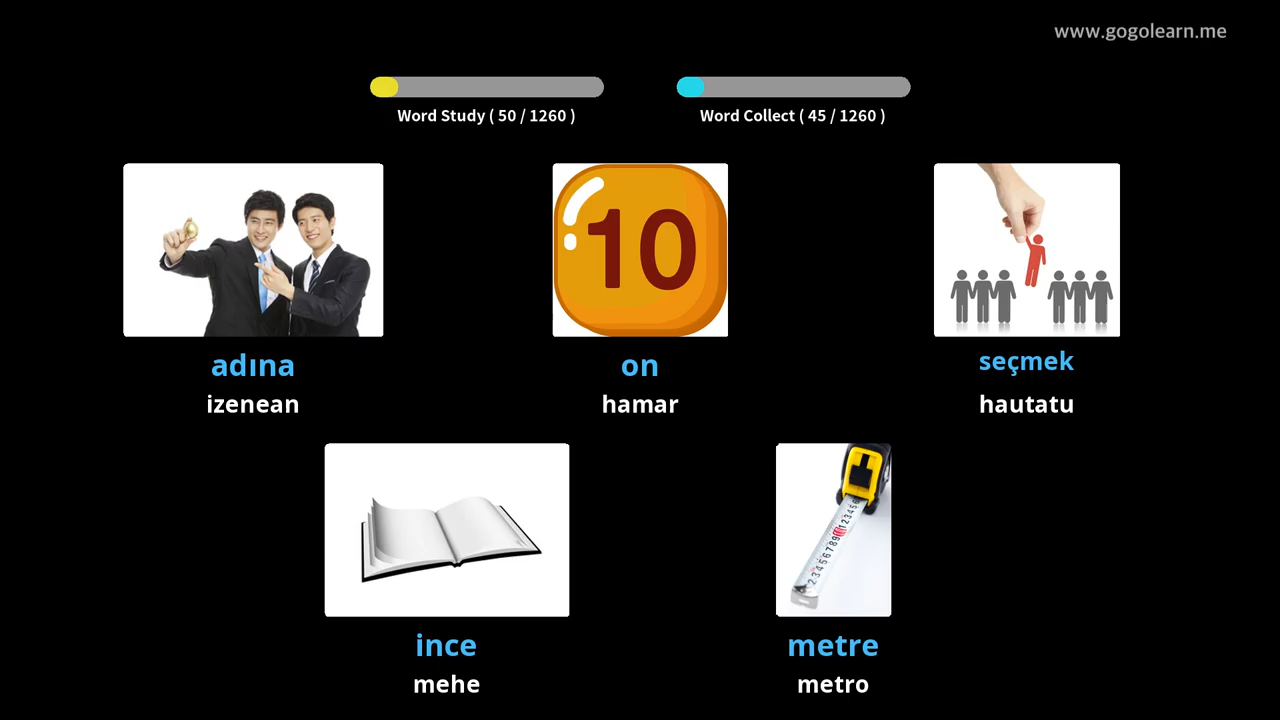 www.gogolearn.me
Word Study ( 50 / 1260 )
Word Collect ( 45 / 1260 )
10
adına
izenean
on
hamar
seçmek
hautatu
ince
mehe
metre
metro